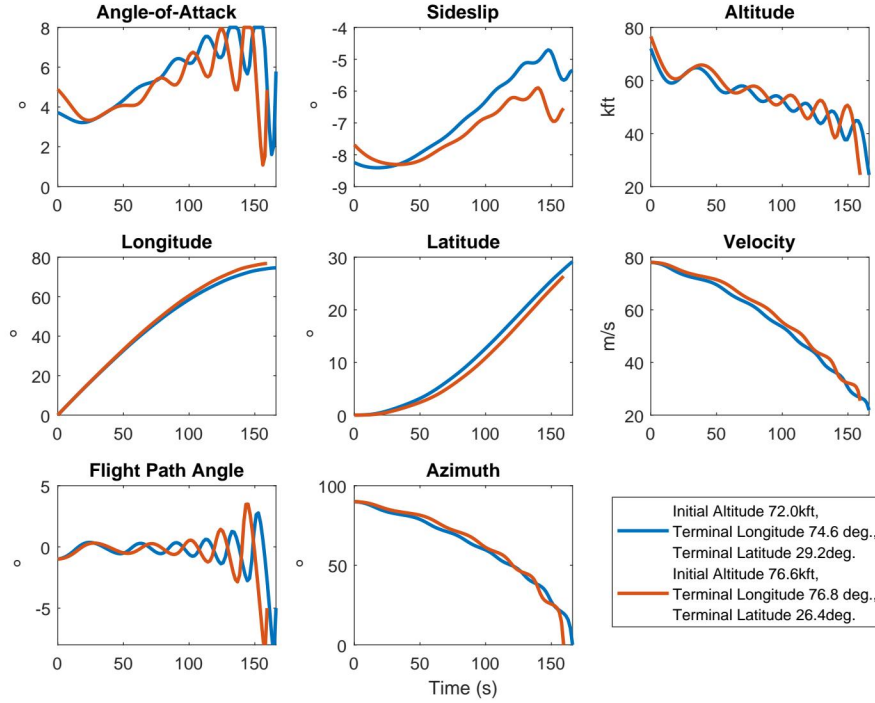 Angle-of-Attack
8
6
4
2
0
0 50 100 150
°
Sideslip
-4
-5
-6
-7
-8
-9
0 50 100 150
°
Altitude
80
60
40
20
0 50 100 150
kft
Longitude
80
60
40
20
0
0 50 100 150
°
Latitude
30
20
10
0
0 50 100 150
°
Velocity
80
60
40
20
0 50 100 150
m/s
Flight Path Angle
5
0
-5
0 50 100 150
°
Azimuth
100
50
0
0 50 100 150
°
Time (s)
Initial Altitude 72.0kft,
Terminal Longitude 74.6 deg.,
Terminal Latitude 29.2deg.
Initial Altitude 76.6kft,
Terminal Longitude 76.8 deg.,
Terminal Latitude 26.4deg.